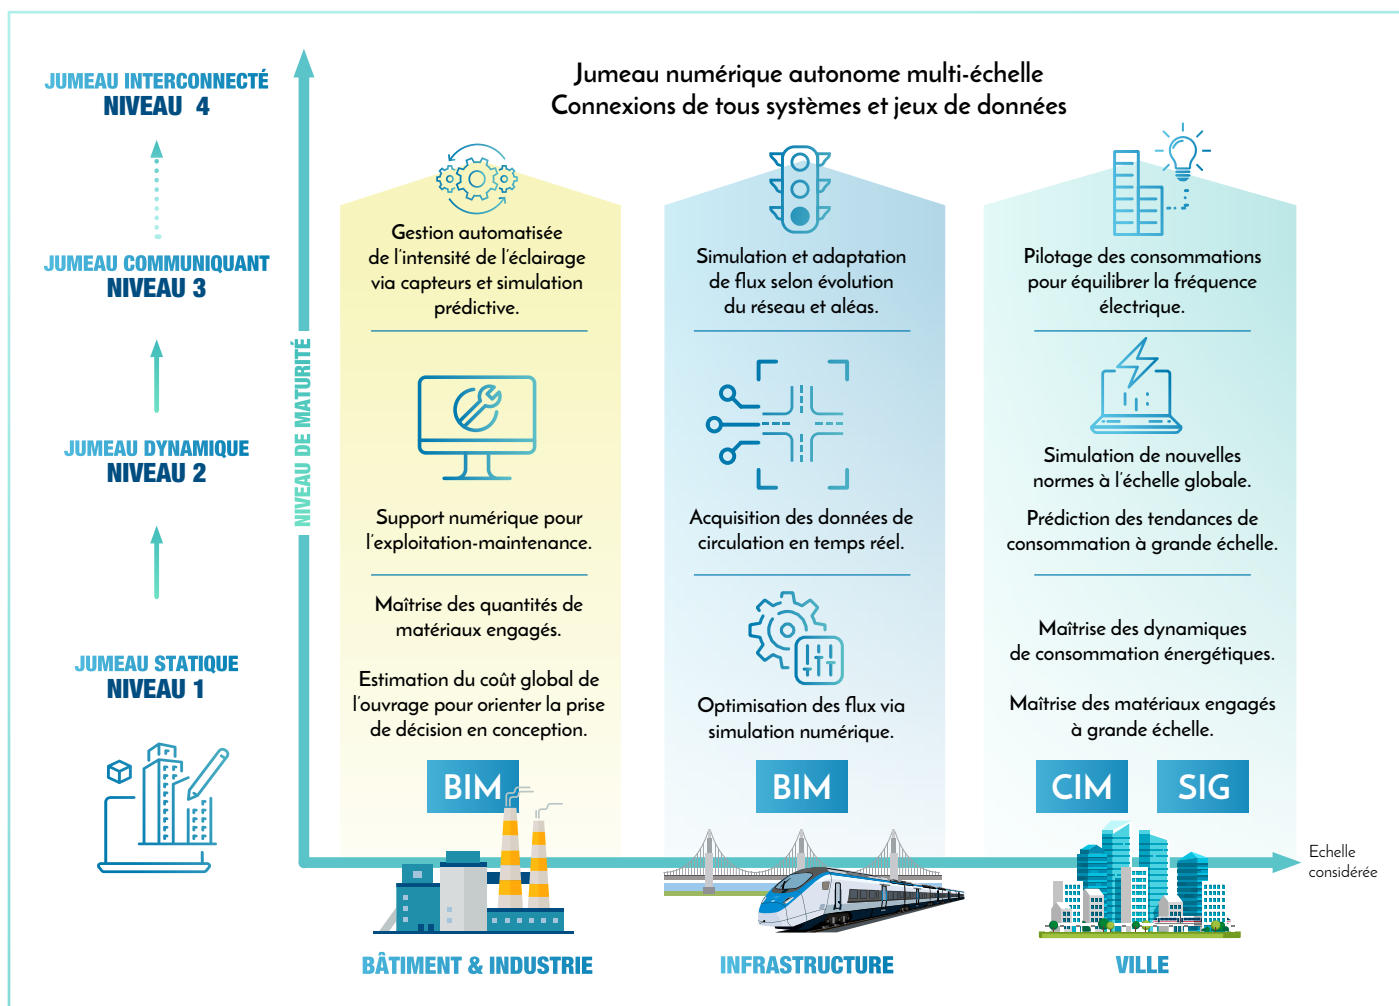 JUMEAU INTERCONNECTÉ
NIVEAU 4
JUMEAU COMMUNIQUANT
NIVEAU 3
JUMEAU DYNAMIQUE
NIVEAU 2
JUMEAU STATIQUE
NIVEAU 1
NIVEAU DE MATURITÉ
Jumeau numérique autonome multi-échelle
Connexions de tous systèmes et jeux de données
Gestion automatisée
de l'intensité de l'éclairage
via capteurs et simulation
prédictive.
Support numérique pour
l'exploitation-maintenance.
Maîtrise des quantités de
matériaux engagés.
Estimation du coût global de
l'ouvrage pour orienter la prise
de décision en conception.
BIM
BÂTIMENT & INDUSTRIE
Simulation et adaptation
de flux selon évolution
du réseau et aléas.
Acquisition des données de
circulation en temps réel.
Optimisation des flux via
simulation numérique.
BIM
INFRASTRUCTURE
Pilotage des consommations
pour équilibrer la fréquence
électrique.
Simulation de nouvelles
normes à l'échelle globale.
Prédiction des tendances de
consommation à grande échelle.
Maîtrise des dynamiques
de consommation énergétiques.
Maîtrise des matériaux engagés
à grande échelle.
CIM
SIG
VILLE
Echelle
considérée